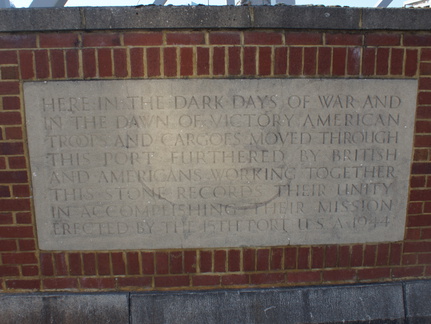 HERE IN THE DARK DAYS OF WAR AND
IN THE DAWN OF VICTORY AMERICAN
TROOPS AND CARGOES MOVED THROUGH
THIS PORT FURTHERED BY BRITISH
AND AMERICANS WORKING TOGETHER
THIS STONE RECORDS THEIR UNITY
IN ACCOMPLISHING THEIR MISSION
ERECTED BY THE 15TH PORT U S A 1944